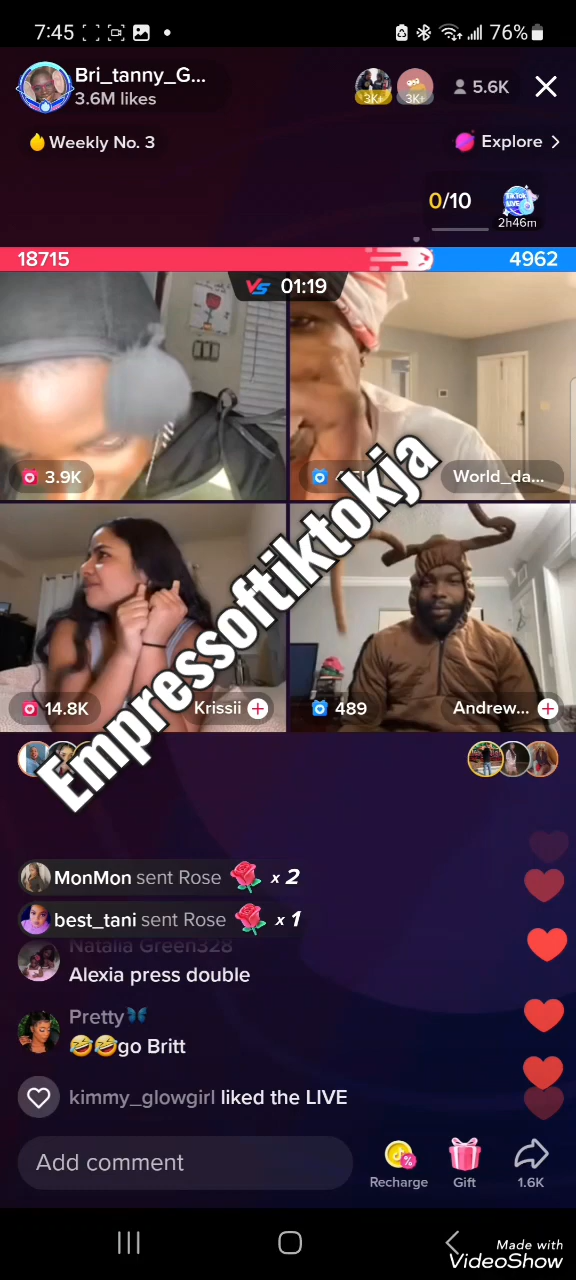 7:45
76%
Bri_tanny_G...
3.6M likes
3K+
3K+
5.6K
Weekly No. 3
Explore
0/10
TikTok LIVE
2h46m
18715
4962
VS 01:19
3.9K
World_da...
Empressoftiktokja
14.8K
Krissii
489
Andrew...
MonMon sent Rose x 2
best_tani sent Rose x 1
Natalia Green328
Alexia press double
Pretty🦋
🤣🤣go Britt
kimmy_glowgirl liked the LIVE
Add comment
Recharge
Gift
1.6K
Made with
VideoShow